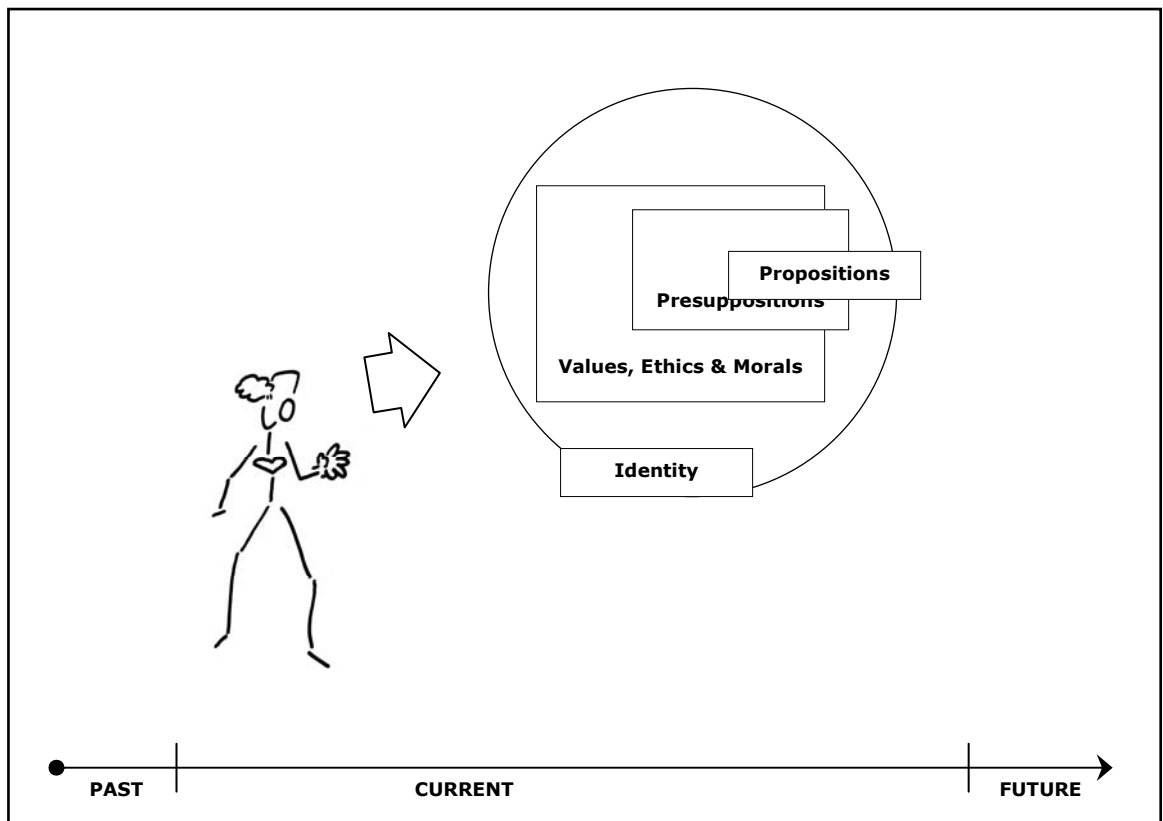 Propositions
Presuppositions
Values, Ethics & Morals
Identity
PAST
CURRENT
FUTURE